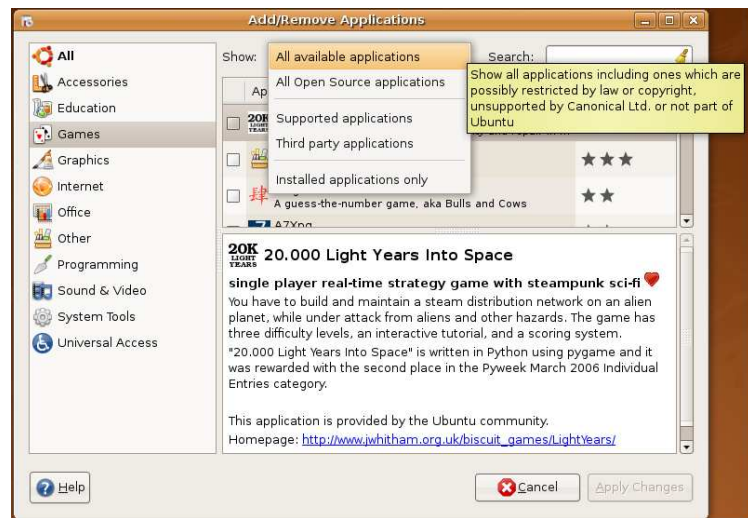 Add/Remove Applications
All
Accessories
Education
Games
Graphics
Internet
Office
Other
Programming
Sound & Video
System Tools
Universal Access
Show:
All available applications
All Open Source applications
Supported applications
Third party applications
Installed applications only
Search:
Show all applications including ones which are
possibly restricted by law or copyright,
unsupported by Canonical Ltd. or not part of
Ubuntu
Ap
20K
LIGHT
YEARS
肆
A guess-the-number game, aka Bulls and Cows
A7Xpg
20K
LIGHT
YEARS
20.000 Light Years Into Space
single player real-time strategy game with steampunk sci-fi
You have to build and maintain a steam distribution network on an alien
planet, while under attack from aliens and other hazards. The game has
three difficulty levels, an interactive tutorial, and a scoring system.
"20.000 Light Years Into Space" is written in Python using pygame and it
was rewarded with the second place in the Pyweek March 2006 Individual
Entries category.
This application is provided by the Ubuntu community.
Homepage: http://www.jwhitham.org.uk/biscuit_games/LightYears/
Help
Cancel
Apply Changes